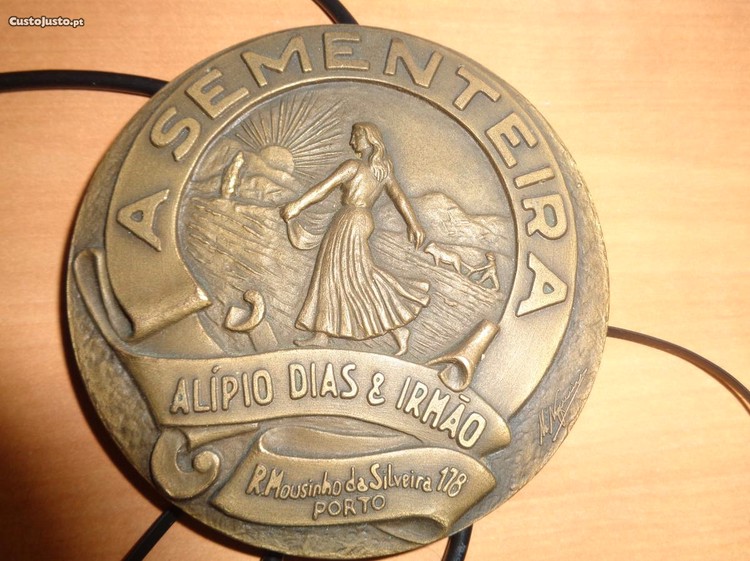 CustoJusto.pt
A SEMENTEIRA
ALÍPIO DIAS & IRMÃO
R. Mousinho da Silveira 178
PORTO